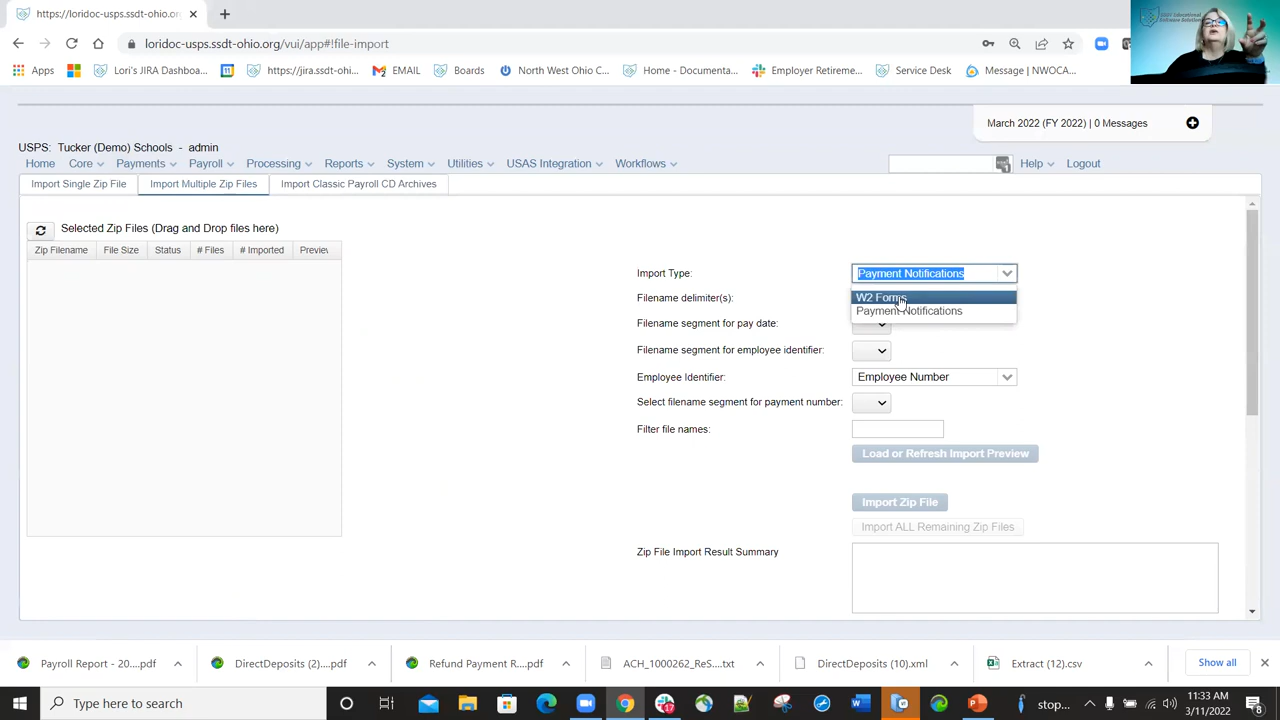 https://loridoc-usps.ssdt-ohio.org/
loridoc-usps.ssdt-ohio.org/vui/app#!file-import
Apps
Lori's JIRA Dashboa...
https://jira.ssdt-ohi...
EMAIL
Boards
North West Ohio C...
Home - Documenta...
Employer Retireme...
Service Desk
Message | NWOCA...
March 2022 (FY 2022) | 0 Messages
USPS: Tucker (Demo) Schools - admin
Home Core Payments Payroll Processing Reports System Utilities USAS Integration Workflows Help Logout
Import Single Zip File Import Multiple Zip Files Import Classic Payroll CD Archives
Selected Zip Files (Drag and Drop files here)
Zip Filename File Size Status # Files # Imported Preview
Import Type: Payment Notifications
Filename delimiter(s): W2 Forms
Payment Notifications
Filename segment for pay date:
Filename segment for employee identifier:
Employee Identifier: Employee Number
Select filename segment for payment number:
Filter file names:
Load or Refresh Import Preview
Import Zip File
Import ALL Remaining Zip Files
Zip File Import Result Summary
Payroll Report - 20....pdf
DirectDeposits (2)....pdf
Refund Payment R....pdf
ACH_1000262_ReS....txt
DirectDeposits (10).xml
Extract (12).csv
Show all
Type here to search
17
stop...
11:33 AM
3/11/2022
8